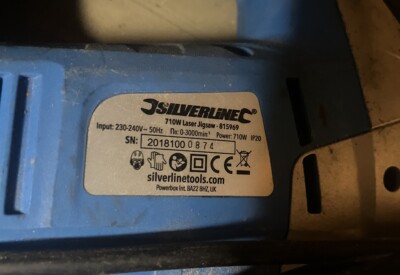 SILVERLINE
710W Laser Jigsaw - 815969
Input: 230-240V~ 50Hz n₀: 0-3000min⁻¹ Power: 710W IP20
SN: 2018100 0874
silverlinetools.com
Powerbox Int. BA22 8HZ, UK